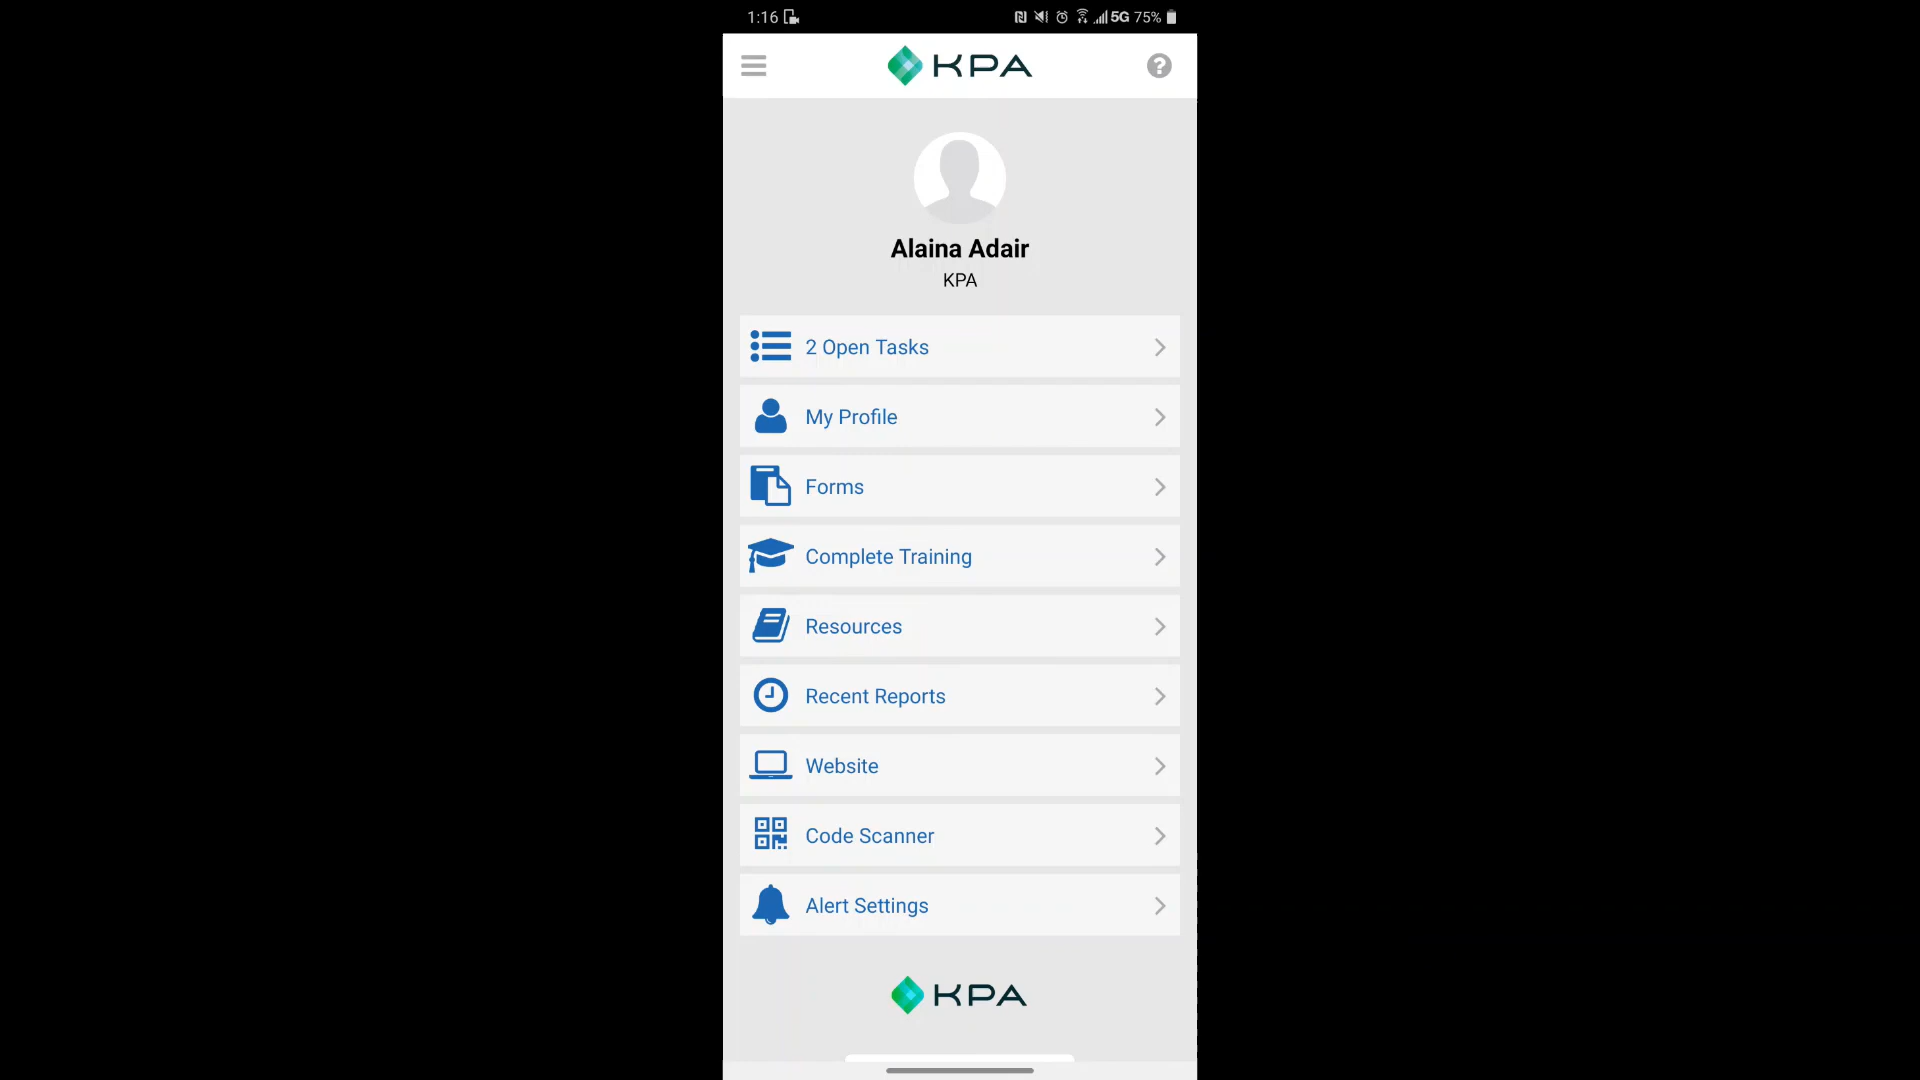 1:16
5G 75%
KPA
?
Alaina Adair
KPA
2 Open Tasks
My Profile
Forms
Complete Training
Resources
Recent Reports
Website
Code Scanner
Alert Settings
KPA